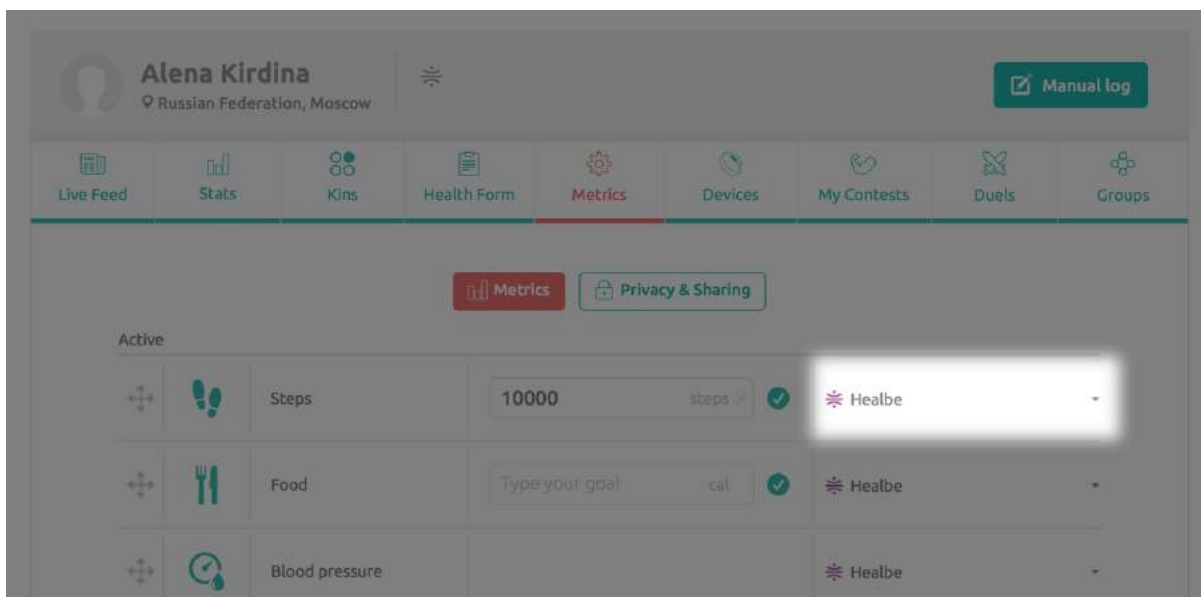 Alena Kirdina
Russian Federation, Moscow
Manual log
Live Feed Stats Kins Health Form Metrics Devices My Contests Duels Groups
Metrics Privacy & Sharing
Active
Steps 10000 steps Healbe
Food Type your goal cal Healbe
Blood pressure Healbe